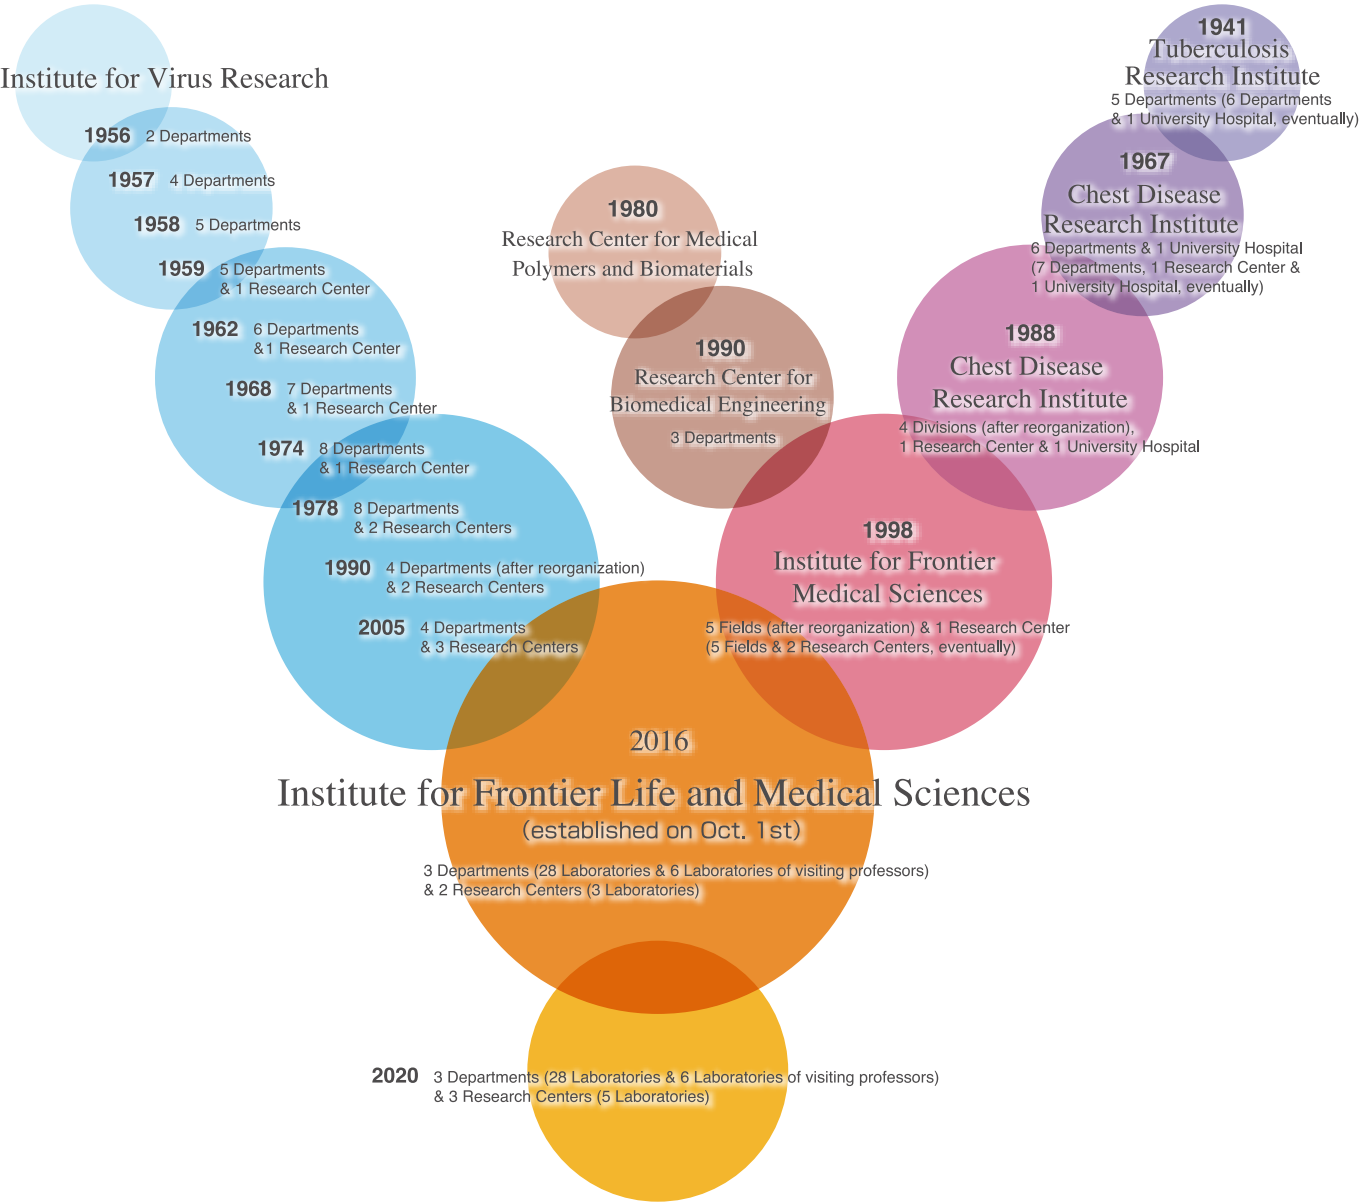 Institute for Virus Research
1956 2 Departments
1957 4 Departments
1958 5 Departments
1959 5 Departments
& 1 Research Center
1962 6 Departments
&1 Research Center
1968 7 Departments
& 1 Research Center
1974 8 Departments
& 1 Research Center
1978 8 Departments
& 2 Research Centers
1990 4 Departments (after reorganization)
& 2 Research Centers
2005 4 Departments
& 3 Research Centers
1980
Research Center for Medical
Polymers and Biomaterials
1990
Research Center for
Biomedical Engineering
3 Departments
1941
Tuberculosis
Research Institute
5 Departments (6 Departments
& 1 University Hospital, eventually)
1967
Chest Disease
Research Institute
6 Departments & 1 University Hospital
(7 Departments, 1 Research Center &
1 University Hospital, eventually)
1988
Chest Disease
Research Institute
4 Divisions (after reorganization),
1 Research Center & 1 University Hospital
1998
Institute for Frontier
Medical Sciences
5 Fields (after reorganization) & 1 Research Center
(5 Fields & 2 Research Centers, eventually)
2016
Institute for Frontier Life and Medical Sciences
(established on Oct. 1st)
3 Departments (28 Laboratories & 6 Laboratories of visiting professors)
& 2 Research Centers (3 Laboratories)
2020 3 Departments (28 Laboratories & 6 Laboratories of visiting professors)
& 3 Research Centers (5 Laboratories)